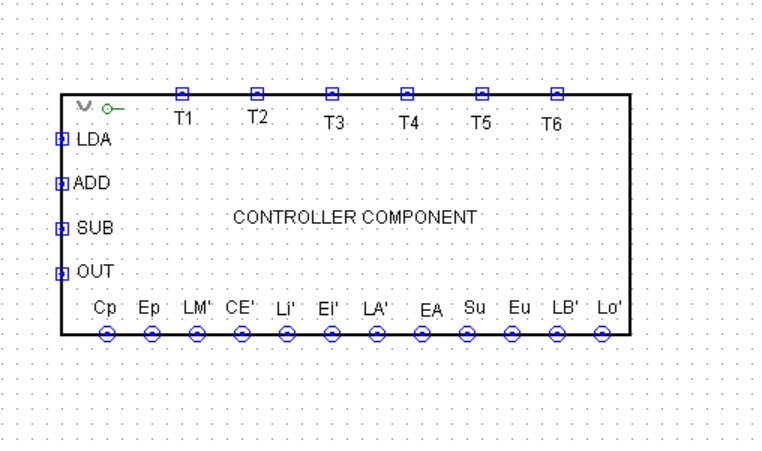 T1 T2 T3 T4 T5 T6
LDA
ADD
SUB
CONTROLLER COMPONENT
OUT
Cp Ep LM' CE' Li' Ei' LA' EA Su Eu LB' Lo'